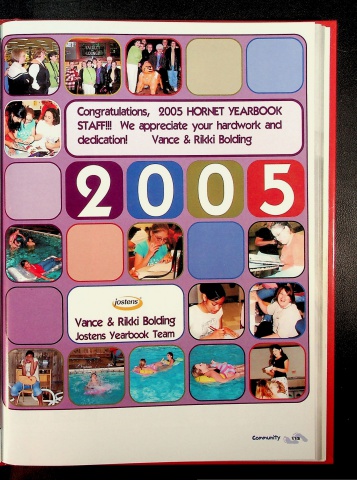 Congratulations, 2005 HORNET YEARBOOK
STAFF!!! We appreciate your hardwork and
dedication! Vance & Rikki Bolding
2005
jostens
Vance & Rikki Bolding
Jostens Yearbook Team
Community